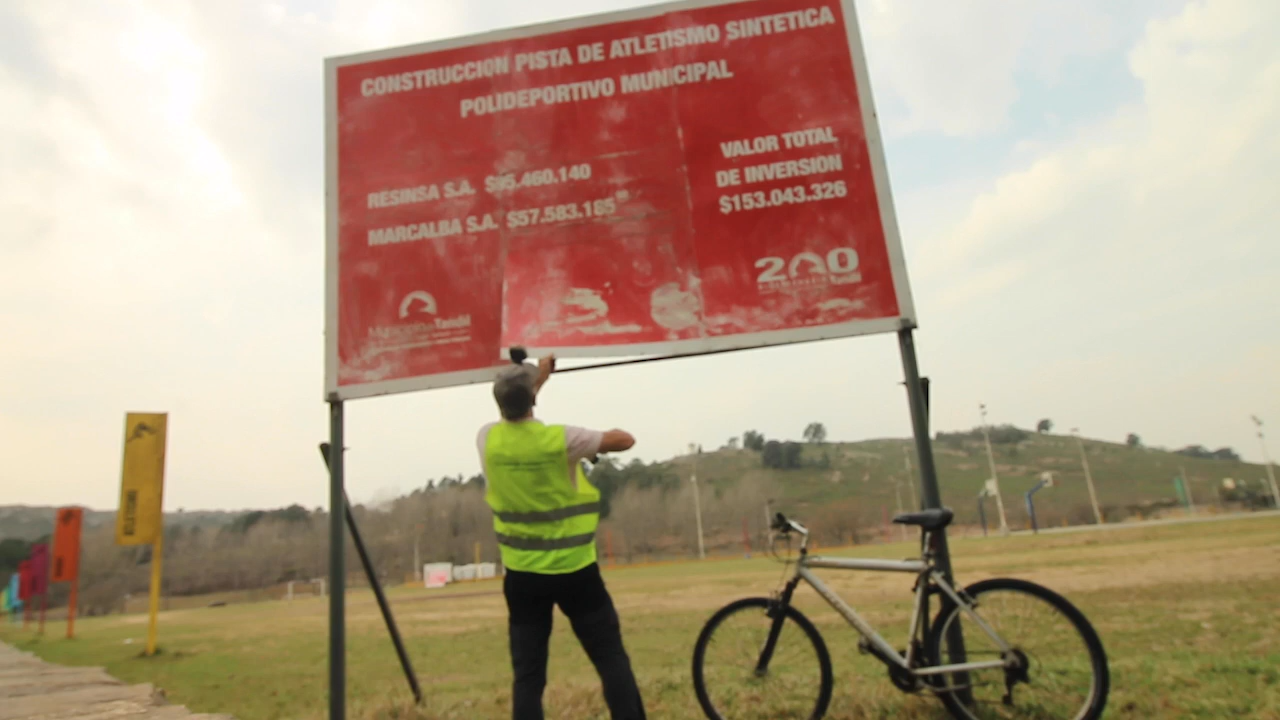 CONSTRUCCION PISTA DE ATLETISMO SINTETICA
POLIDEPORTIVO MUNICIPAL
RESINSA S.A. $95.460.140
MARCALBA S.A. $57.583.185
VALOR TOTAL
DE INVERSION
$153.043.326
Municipio de Tandil
200
Tandil